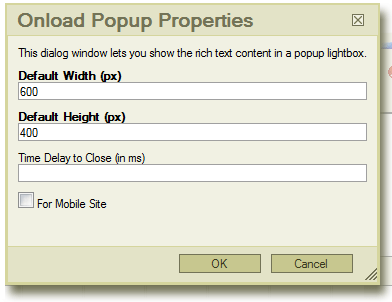 Onload Popup Properties
This dialog window lets you show the rich text content in a popup lightbox.
Default Width (px)
600
Default Height (px)
400
Time Delay to Close (in ms)
For Mobile Site
OK Cancel